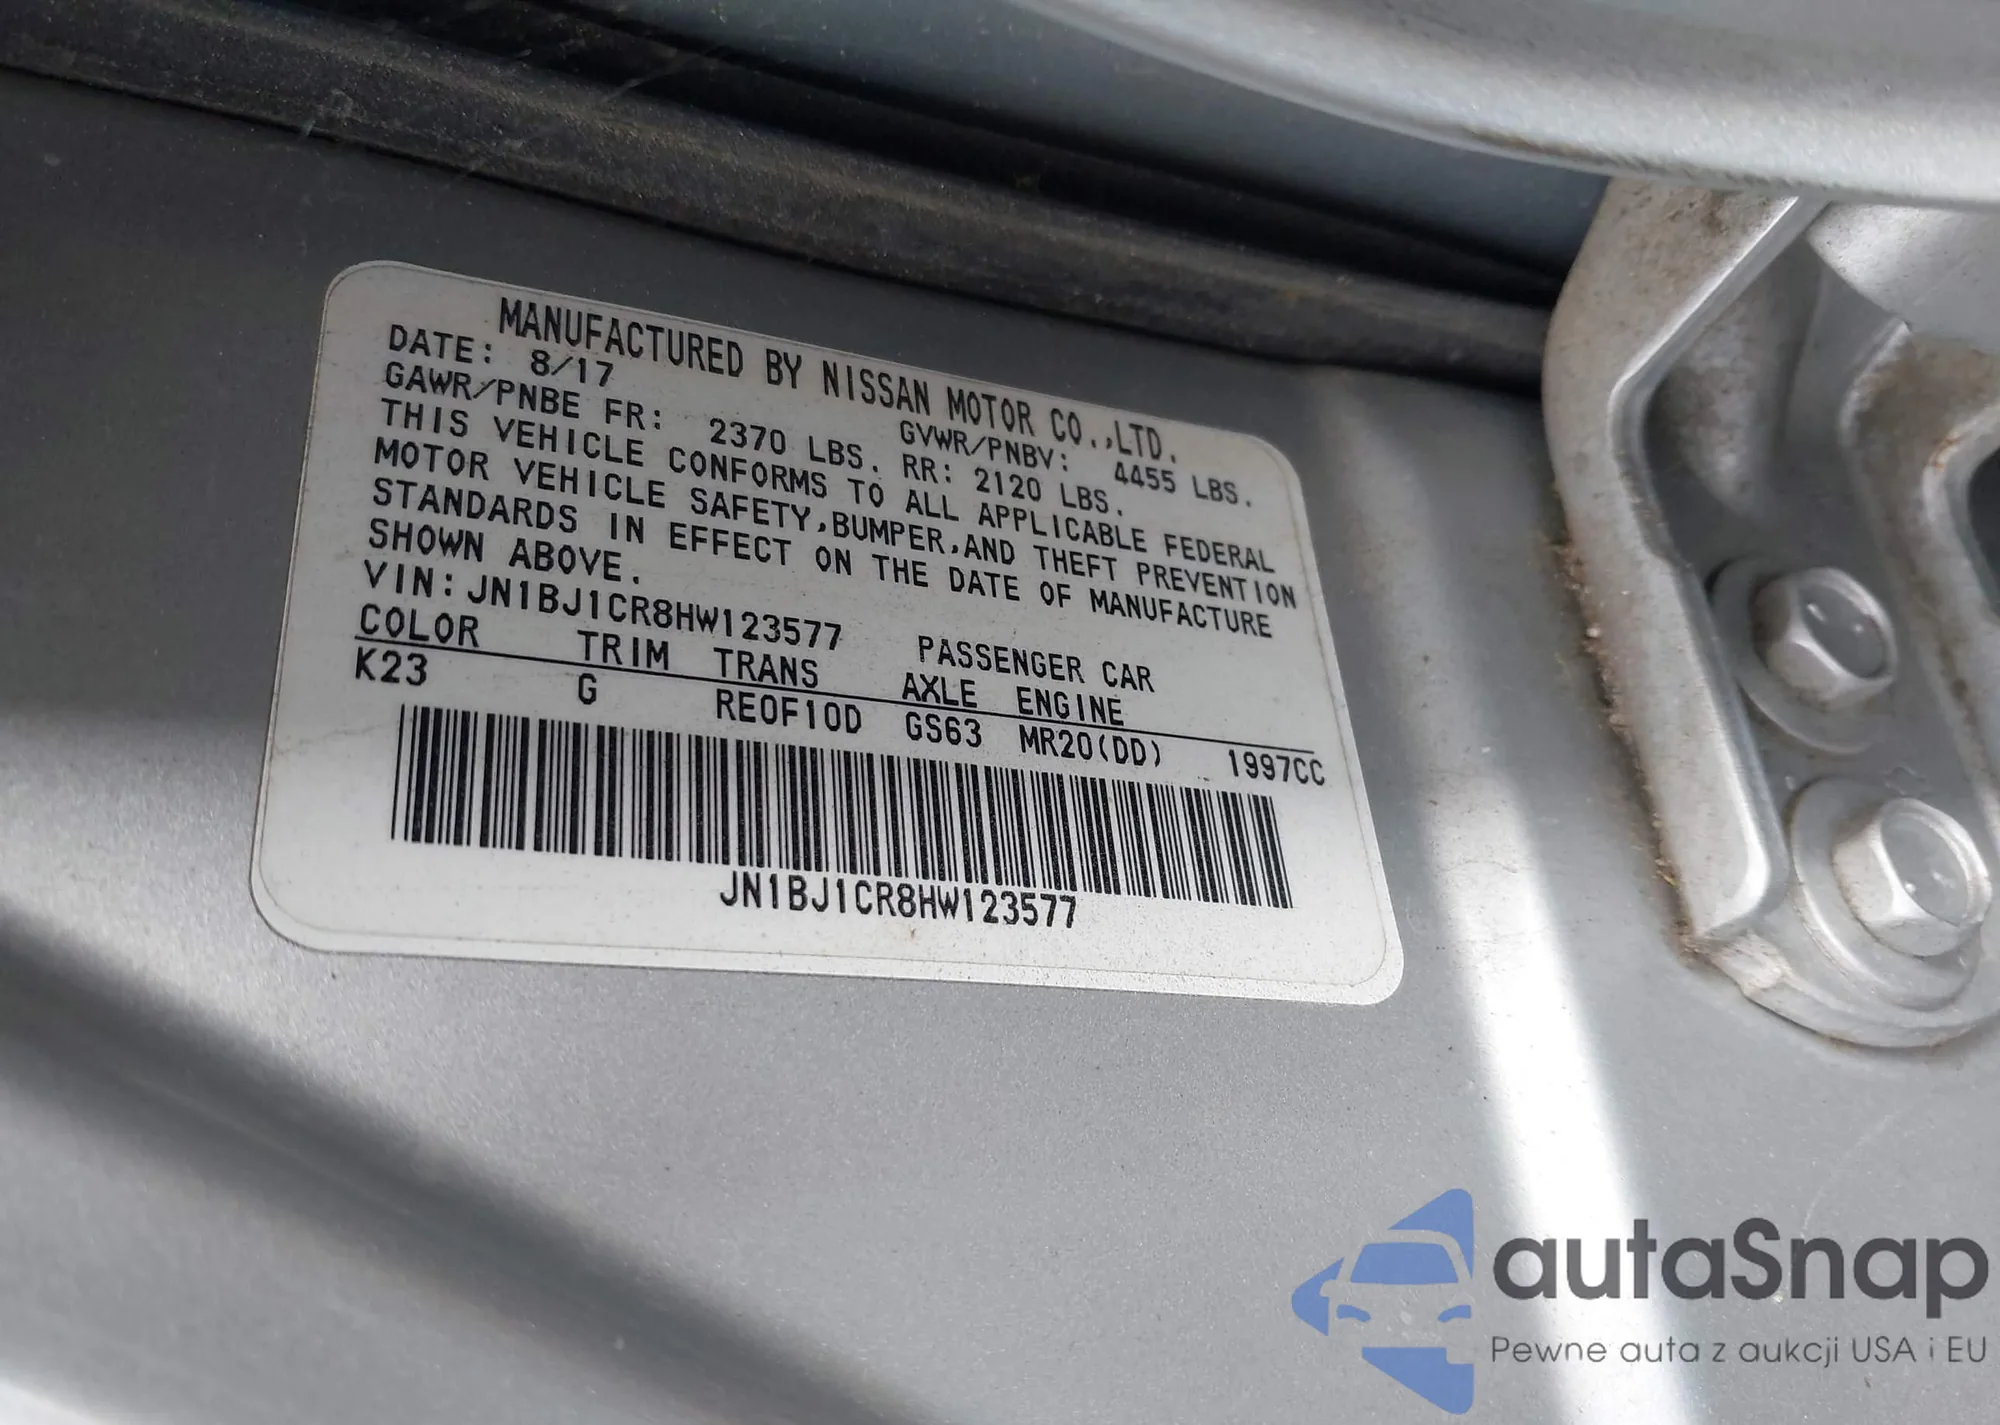 MANUFACTURED BY NISSAN MOTOR CO.,LTD.
DATE: 8/17 GVWR/PNBV: 4455 LBS.
GAWR/PNBE FR: 2370 LBS. RR: 2120 LBS.
THIS VEHICLE CONFORMS TO ALL APPLICABLE FEDERAL
MOTOR VEHICLE SAFETY,BUMPER,AND THEFT PREVENTION
STANDARDS IN EFFECT ON THE DATE OF MANUFACTURE
SHOWN ABOVE.
VIN:JN1BJ1CR8HW123577 PASSENGER CAR
COLOR TRIM TRANS AXLE ENGINE
K23 G RE0F10D GS63 MR20(DD) 1997CC
JN1BJ1CR8HW123577
autaSnap
Pewne auta z aukcji USA i EU